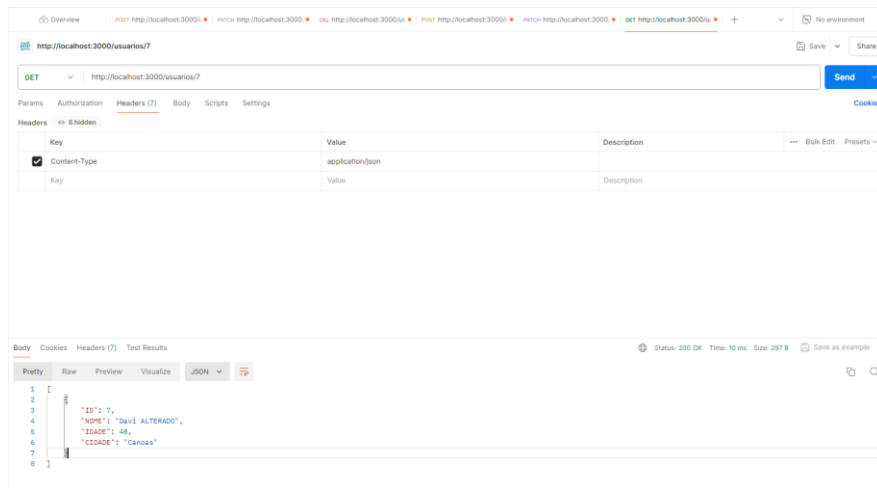 Overview POST http://localhost:3000/ PATCH http://localhost:3000, DEL http://localhost:3000/us POST http://localhost:3000/ PATCH http://localhost:3000, GET http://localhost:3000/u + No environment
http://localhost:3000/usuarios/7 Save Share
GET http://localhost:3000/usuarios/7 Send
Params Authorization Headers (7) Body Scripts Settings Cookie
Headers 6 hidden
Key Value Description ... Bulk Edit Presets
Content-Type application/json
Key Value Description
Body Cookies Headers (7) Test Results Status: 200 OK Time: 10 ms Size: 297 B Save as example
Pretty Raw Preview Visualize JSON
1 [
2 {
3 "ID": 7,
4 "NOME": "Davi ALTERADO",
5 "IDADE": 40,
6 "CIDADE": "Canoas"
7 }
8 ]